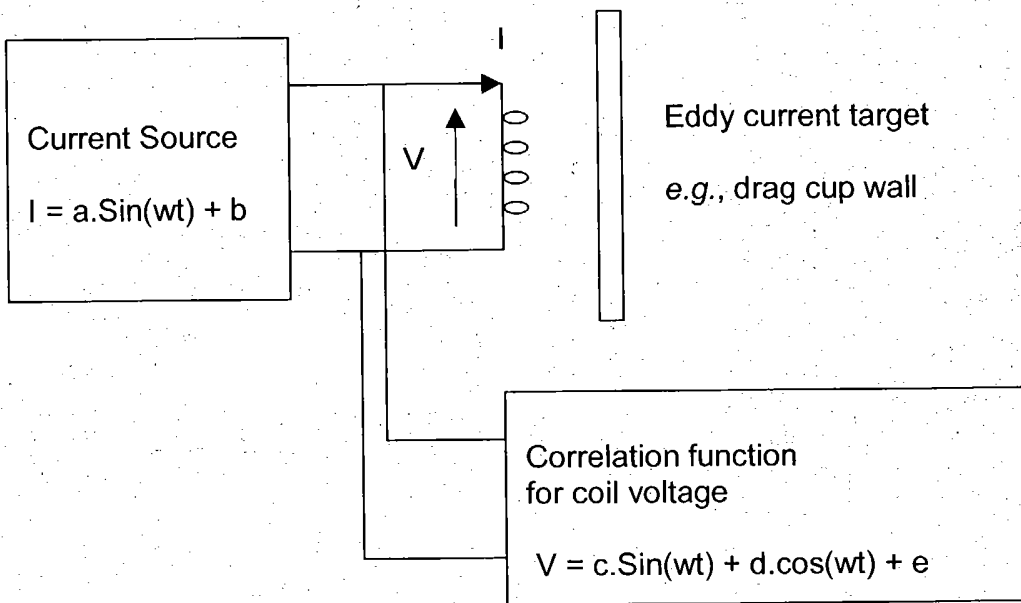 I
Current Source
I = a.Sin(wt) + b
V
Eddy current target
e.g., drag cup wall
Correlation function
for coil voltage
V = c.Sin(wt) + d.cos(wt) + e